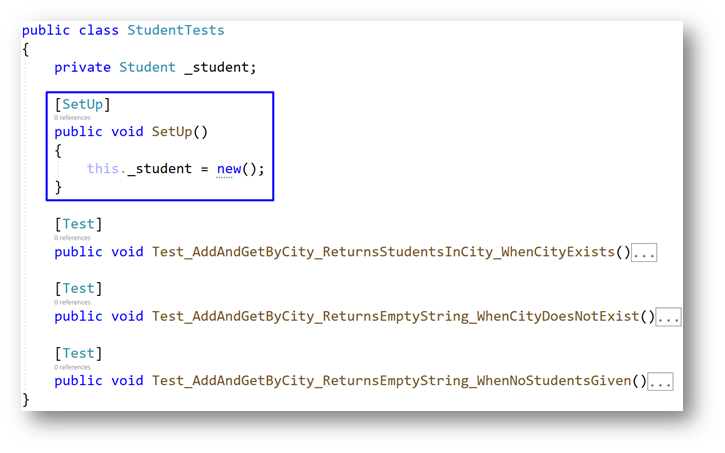 public class StudentTests
{
private Student _student;
[SetUp]
0 references
public void SetUp()
{
this._student = new();
}
[Test]
0 references
public void Test_AddAndGetByCity_ReturnsStudentsInCity_WhenCityExists()...
[Test]
0 references
public void Test_AddAndGetByCity_ReturnsEmptyString_WhenCityDoesNotExist()...
[Test]
0 references
public void Test_AddAndGetByCity_ReturnsEmptyString_WhenNoStudentsGiven()...
}